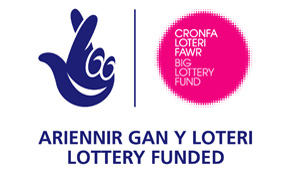 CRONFA
LOTERI
FAWR
BIG
LOTTERY
FUND
ARIENNIR GAN Y LOTERI
LOTTERY FUNDED